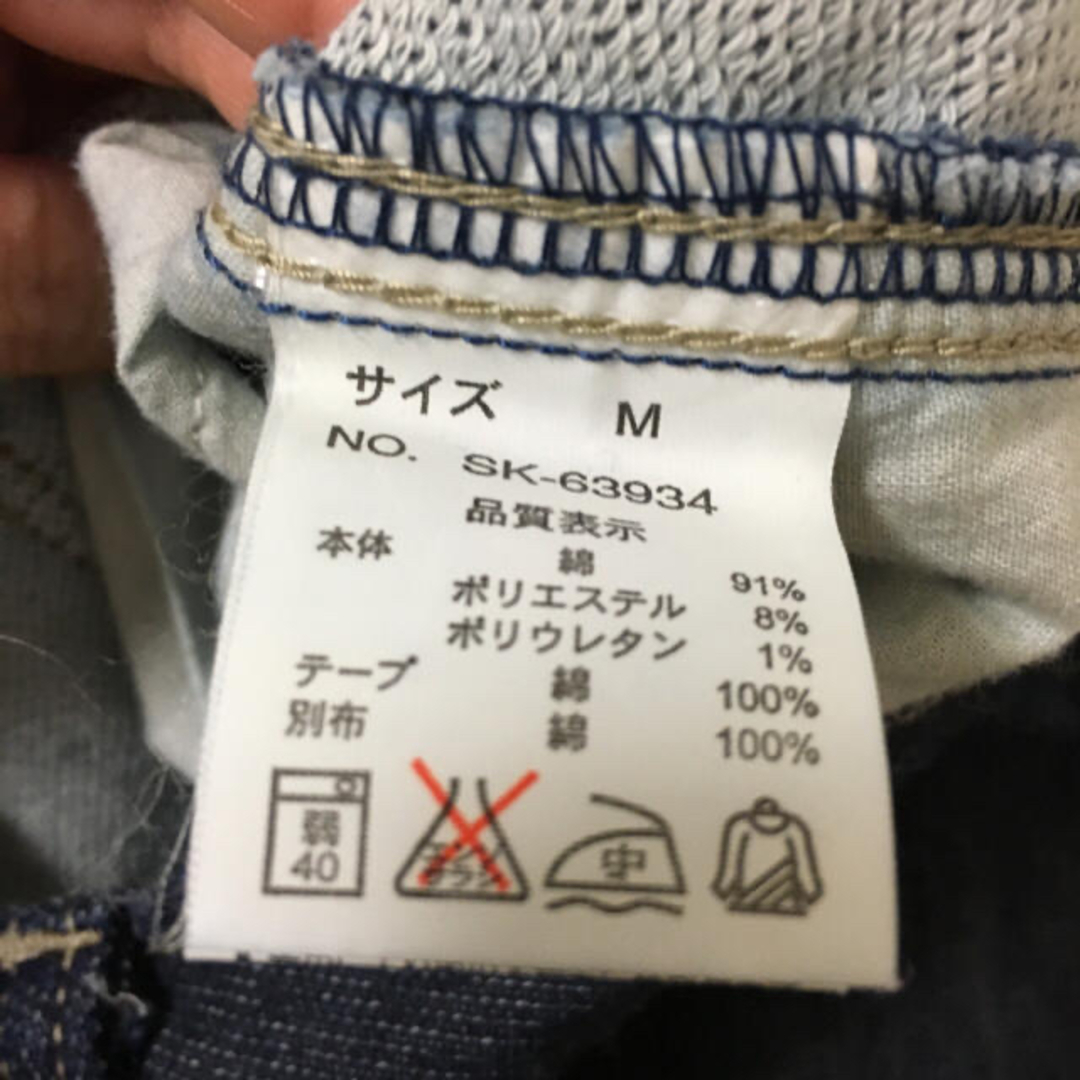 サイズ M
NO. SK-63934
品質表示
本体 綿 91%
ポリエステル 8%
ポリウレタン 1%
テープ 綿 100%
別布 綿 100%
弱 40
中